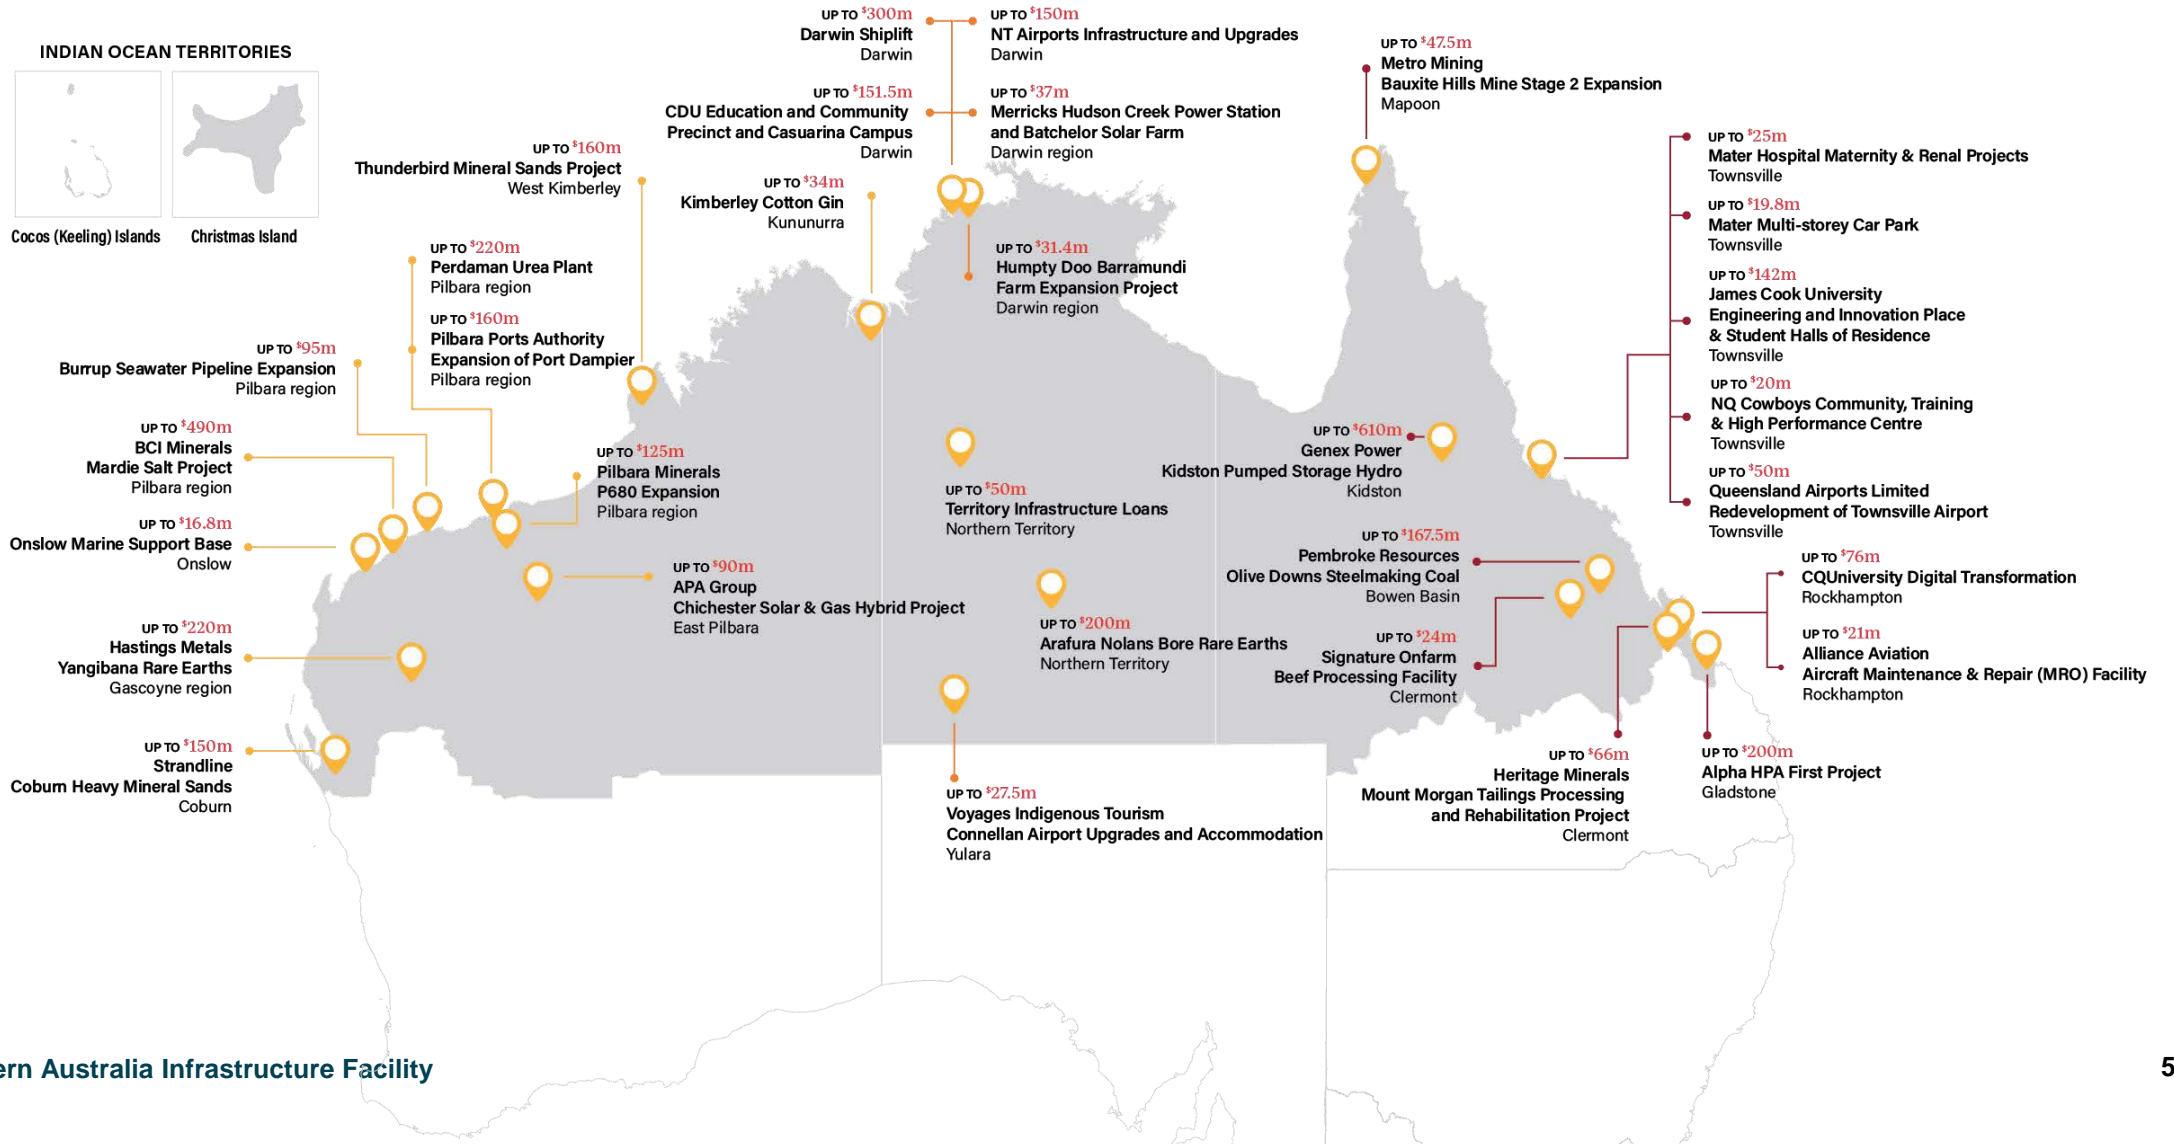 INDIAN OCEAN TERRITORIES
Cocos (Keeling) Islands
Christmas Island
UP TO $300m
Darwin Shiplift
Darwin
UP TO $150m
NT Airports Infrastructure and Upgrades
Darwin
UP TO $151.5m
CDU Education and Community
Precinct and Casuarina Campus
Darwin
UP TO $37m
Merricks Hudson Creek Power Station
and Batchelor Solar Farm
Darwin region
UP TO $160m
Thunderbird Mineral Sands Project
West Kimberley
UP TO $34m
Kimberley Cotton Gin
Kununurra
UP TO $31.4m
Humpty Doo Barramundi
Farm Expansion Project
Darwin region
UP TO $220m
Perdaman Urea Plant
Pilbara region
UP TO $160m
Pilbara Ports Authority
Expansion of Port Dampier
Pilbara region
UP TO $95m
Burrup Seawater Pipeline Expansion
Pilbara region
UP TO $490m
BCI Minerals
Mardie Salt Project
Pilbara region
UP TO $16.8m
Onslow Marine Support Base
Onslow
UP TO $125m
Pilbara Minerals
P680 Expansion
Pilbara region
UP TO $90m
APA Group
Chichester Solar & Gas Hybrid Project
East Pilbara
UP TO $220m
Hastings Metals
Yangibana Rare Earths
Gascoyne region
UP TO $150m
Strandline
Coburn Heavy Mineral Sands
Coburn
UP TO $50m
Territory Infrastructure Loans
Northern Territory
UP TO $200m
Arafura Nolans Bore Rare Earths
Northern Territory
UP TO $27.5m
Voyages Indigenous Tourism
Connellan Airport Upgrades and Accommodation
Yulara
UP TO $47.5m
Metro Mining
Bauxite Hills Mine Stage 2 Expansion
Mapoon
UP TO $25m
Mater Hospital Maternity & Renal Projects
Townsville
UP TO $19.8m
Mater Multi-storey Car Park
Townsville
UP TO $142m
James Cook University
Engineering and Innovation Place
& Student Halls of Residence
Townsville
UP TO $20m
NQ Cowboys Community, Training
& High Performance Centre
Townsville
UP TO $50m
Queensland Airports Limited
Redevelopment of Townsville Airport
Townsville
UP TO $610m
Genex Power
Kidston Pumped Storage Hydro
Kidston
UP TO $167.5m
Pembroke Resources
Olive Downs Steelmaking Coal
Bowen Basin
UP TO $24m
Signature Onfarm
Beef Processing Facility
Clermont
UP TO $76m
CQUniversity Digital Transformation
Rockhampton
UP TO $21m
Alliance Aviation
Aircraft Maintenance & Repair (MRO) Facility
Rockhampton
UP TO $66m
Heritage Minerals
Mount Morgan Tailings Processing
and Rehabilitation Project
Clermont
UP TO $200m
Alpha HPA First Project
Gladstone
ern Australia Infrastructure Facility
5